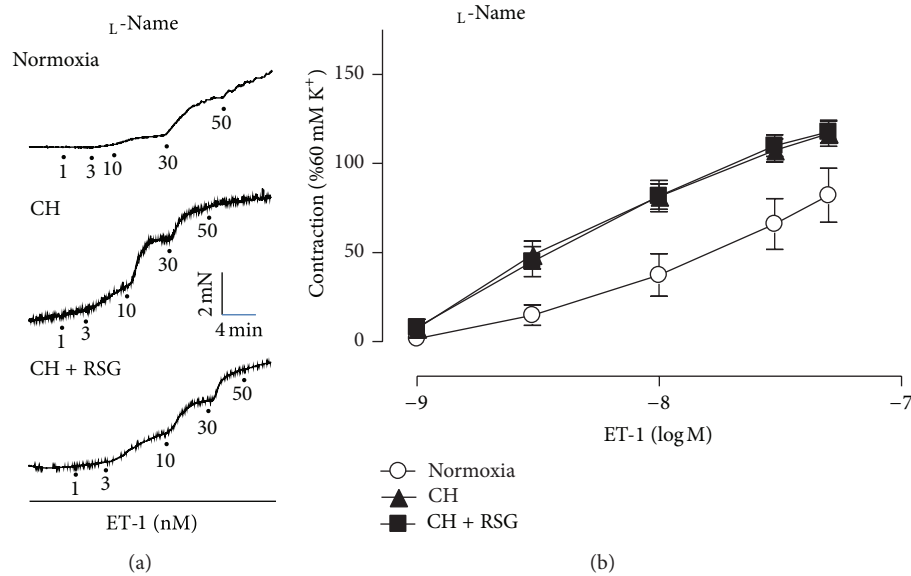 L-Name
Normoxia
1 3 10 30 50
CH
1 3 10 30 50
2 mN
4 min
CH + RSG
1 3 10 30 50
ET-1 (nM)
(a)
L-Name
Contraction (%60 mM K+)
150
100
50
0
−9 −8 −7
ET-1 (log M)
Normoxia
CH
CH + RSG
(b)